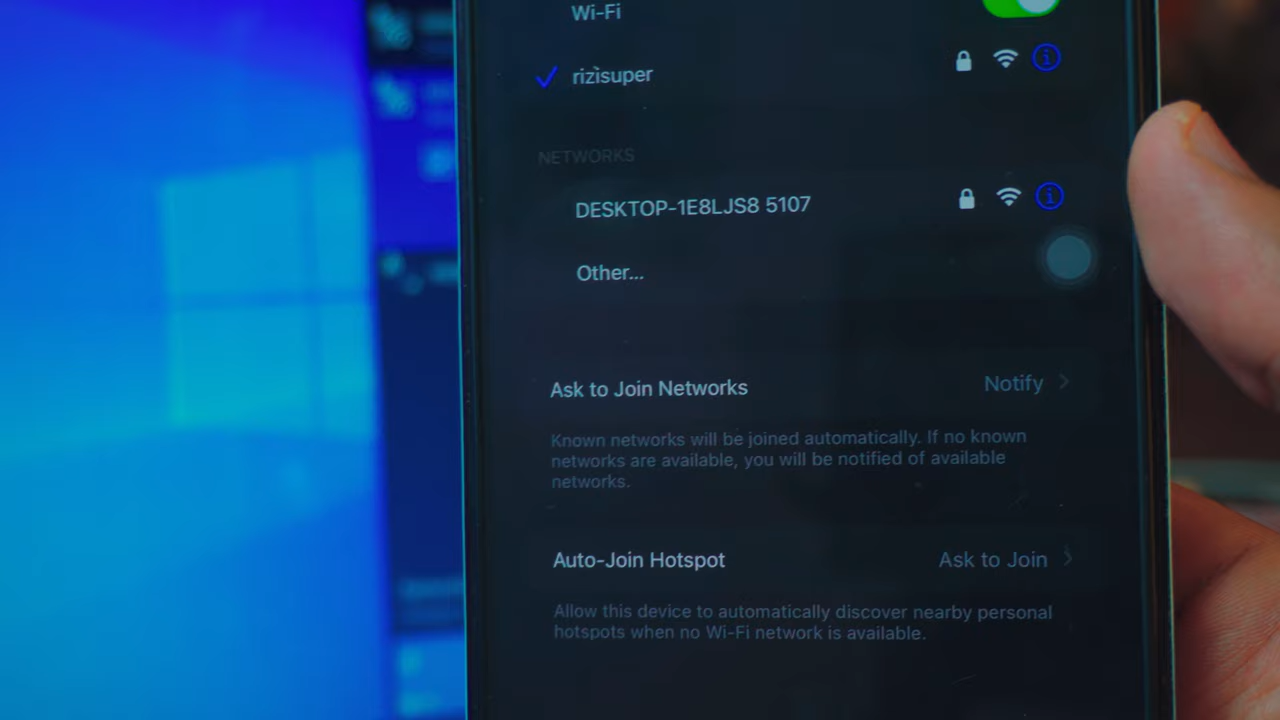 Wi-Fi
rizisuper
NETWORKS
DESKTOP-1E8LJS8 5107
Other...
Ask to Join Networks
Notify
Known networks will be joined automatically. If no known
networks are available, you will be notified of available
networks.
Auto-Join Hotspot
Ask to Join
Allow this device to automatically discover nearby personal
hotspots when no Wi-Fi network is available.